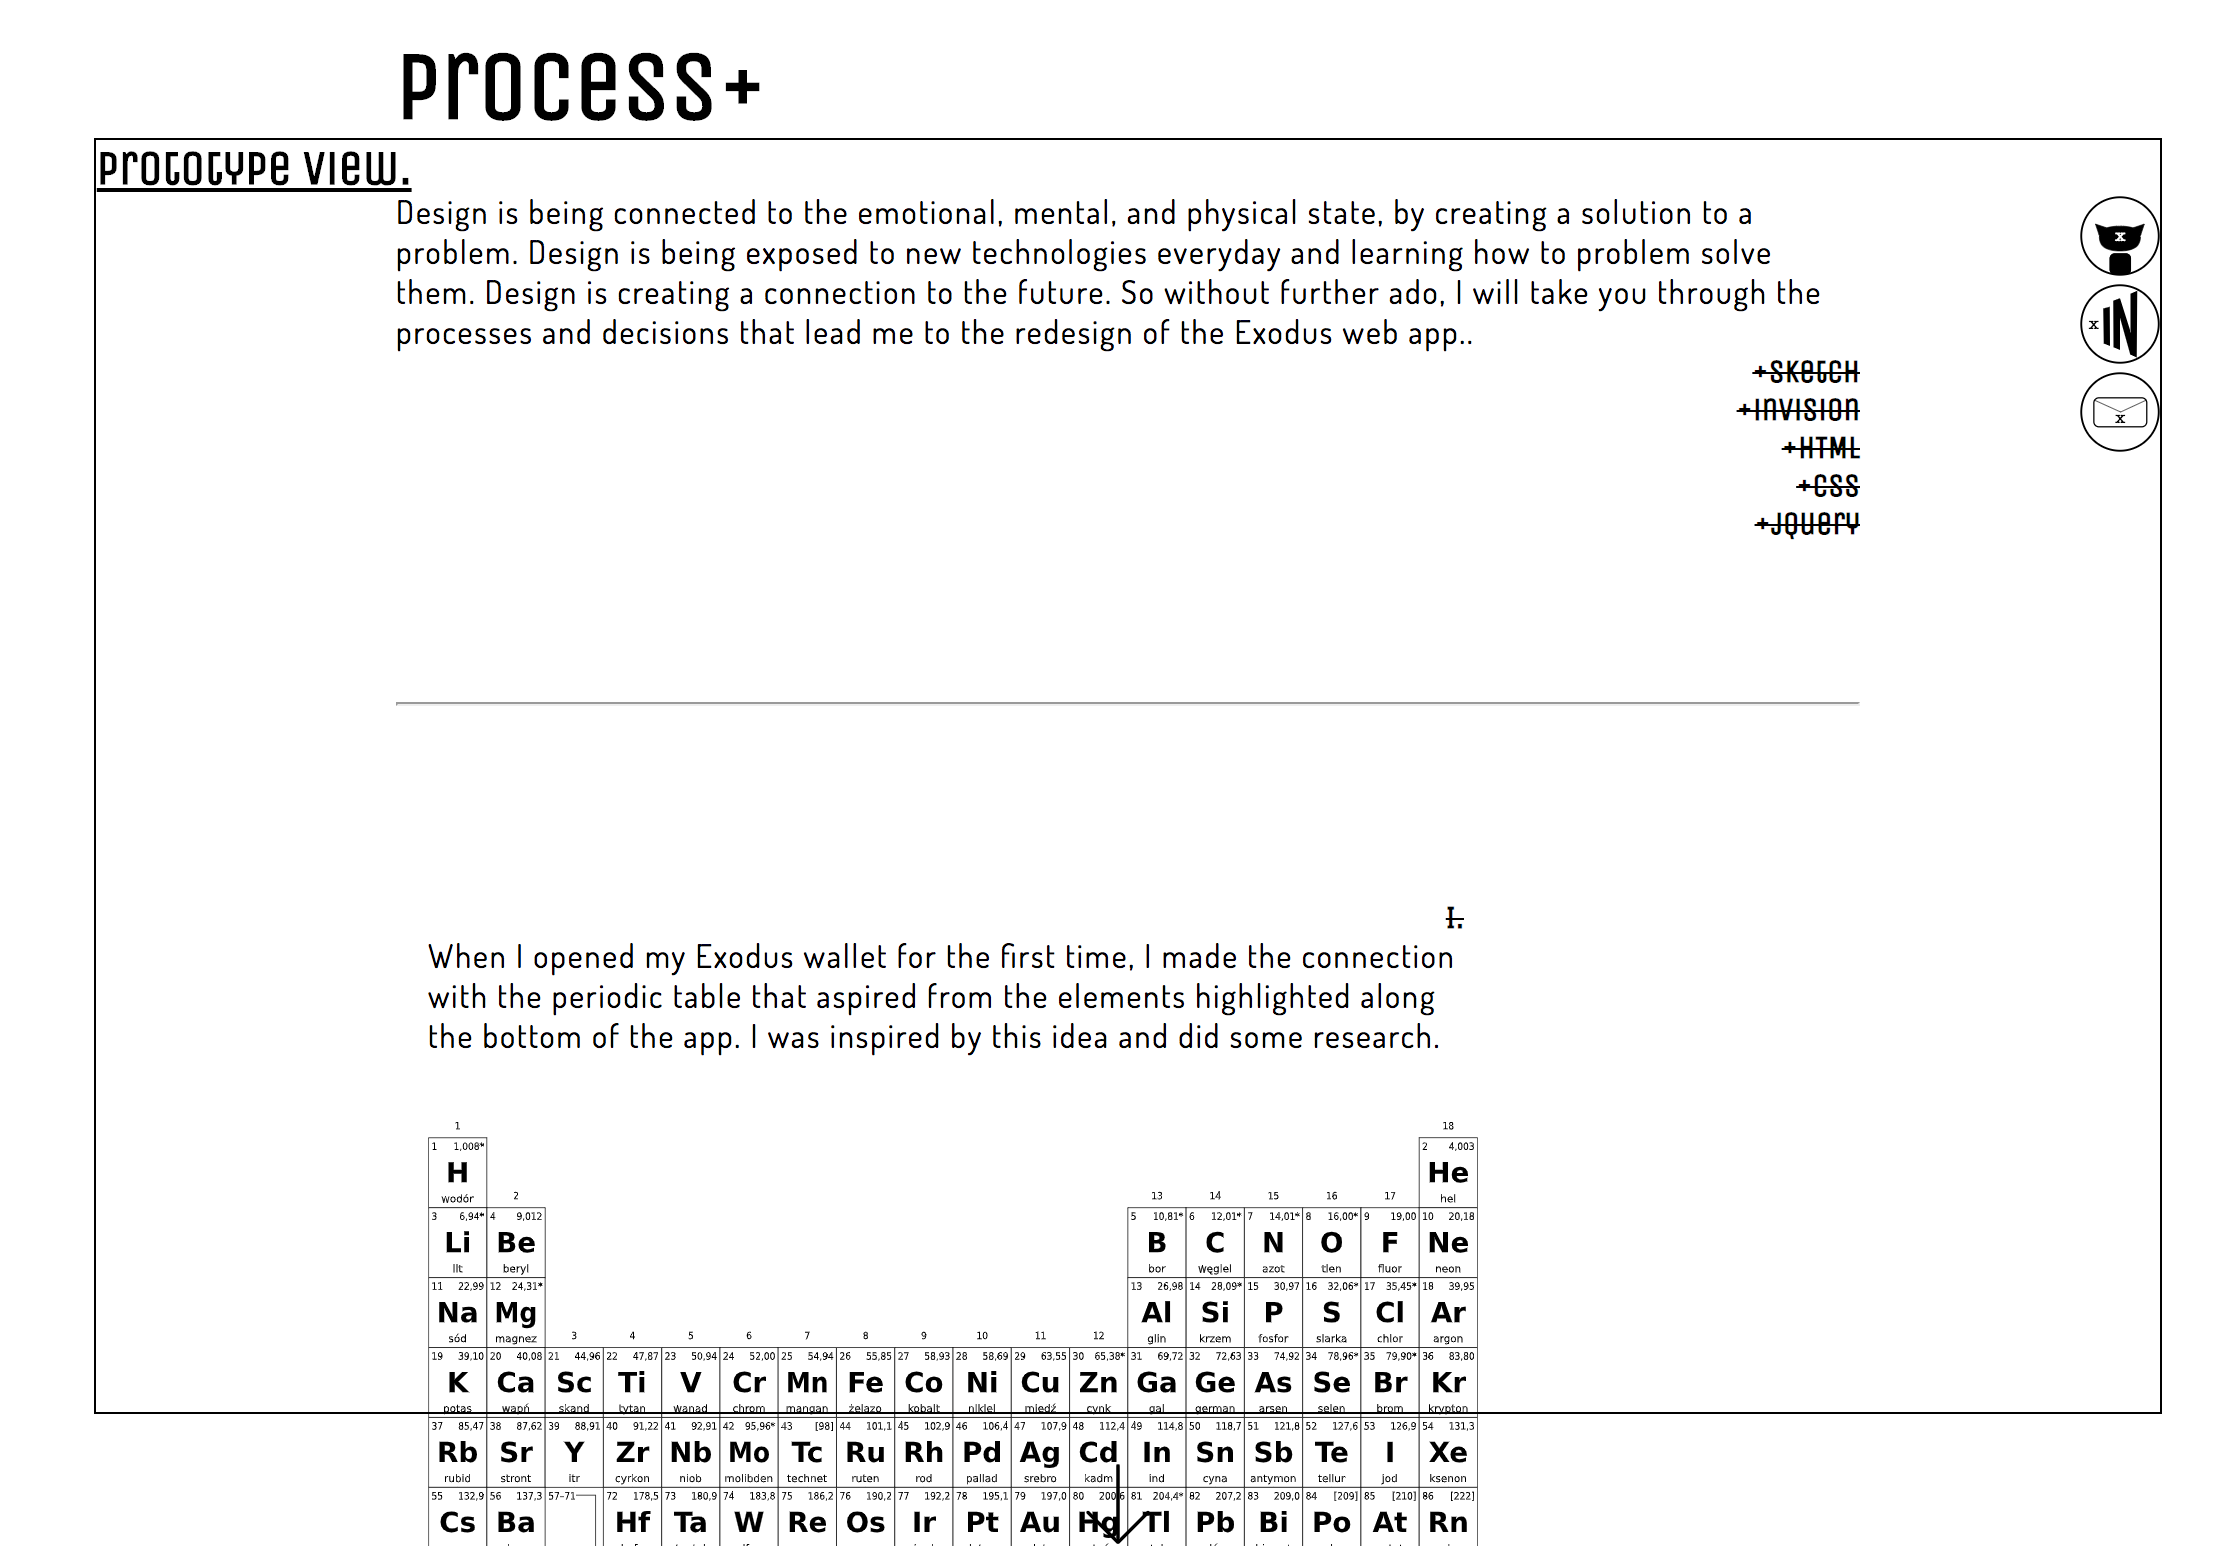 Process+
Prototype View.
Design is being connected to the emotional, mental, and physical state, by creating a solution to a
problem. Design is being exposed to new technologies everyday and learning how to problem solve
them. Design is creating a connection to the future. So without further ado, I will take you through the
processes and decisions that lead me to the redesign of the Exodus web app..
x
x IN
x
+Sketch
+Invision
+HTML
+CSS
+Jquery
I.
When I opened my Exodus wallet for the first time, I made the connection
with the periodic table that aspired from the elements highlighted along
the bottom of the app. I was inspired by this idea and did some research.
1 18
1 1,008* 2 4,003
H He
wodór 2 13 14 15 16 17 hel
3 6,94* 4 9,012 5 10,81* 6 12,01* 7 14,01* 8 16,00* 9 19,00 10 20,18
Li Be B C N O F Ne
lit beryl bor węgiel azot tlen fluor neon
11 22,99 12 24,31* 13 26,98 14 28,09* 15 30,97 16 32,06* 17 35,45* 18 39,95
Na Mg Al Si P S Cl Ar
sód magnez 3 4 5 6 7 8 9 10 11 12 glin krzem fosfor siarka chlor argon
19 39,10 20 40,08 21 44,96 22 47,87 23 50,94 24 52,00 25 54,94 26 55,85 27 58,93 28 58,69 29 63,55 30 65,38* 31 69,72 32 72,63 33 74,92 34 78,96* 35 79,90* 36 83,80
K Ca Sc Ti V Cr Mn Fe Co Ni Cu Zn Ga Ge As Se Br Kr
potas wapń skand tytan wanad chrom mangan żelazo kobalt nikiel miedź cynk gal german arsen selen brom krypton
37 85,47 38 87,62 39 88,91 40 91,22 41 92,91 42 95,96* 43 [98] 44 101,1 45 102,9 46 106,4 47 107,9 48 112,4 49 114,8 50 118,7 51 121,8 52 127,6 53 126,9 54 131,3
Rb Sr Y Zr Nb Mo Tc Ru Rh Pd Ag Cd In Sn Sb Te I Xe
rubid stront itr cyrkon niob molibden technet ruten rod pallad srebro kadm ind cyna antymon tellur jod ksenon
55 132,9 56 137,3 57-71 72 178,5 73 180,9 74 183,8 75 186,2 76 190,2 77 192,2 78 195,1 79 197,0 80 200,6 81 204,4* 82 207,2 83 209,0 84 [209] 85 [210] 86 [222]
Cs Ba Hf Ta W Re Os Ir Pt Au Hg Tl Pb Bi Po At Rn